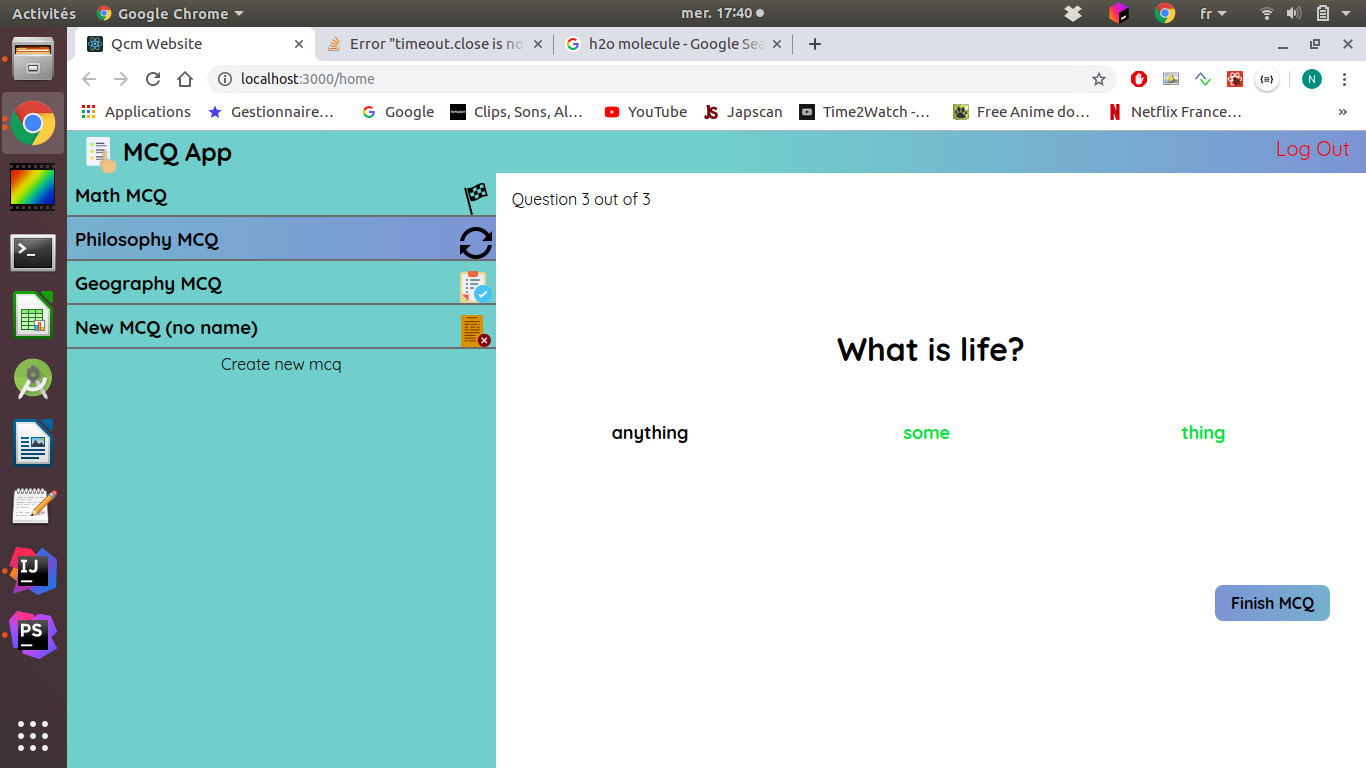 Activités Google Chrome mer. 17:40 fr
Qcm Website Error "timeout.close is no h2o molecule - Google Sea
localhost:3000/home N
Applications Gestionnaire… Google Clips, Sons, Al… YouTube JS Japscan Time2Watch -… Free Anime do… N Netflix France… »
MCQ App Log Out
Math MCQ
Question 3 out of 3
Philosophy MCQ
Geography MCQ
New MCQ (no name)
Create new mcq
What is life?
anything some thing
Finish MCQ
IJ
PS